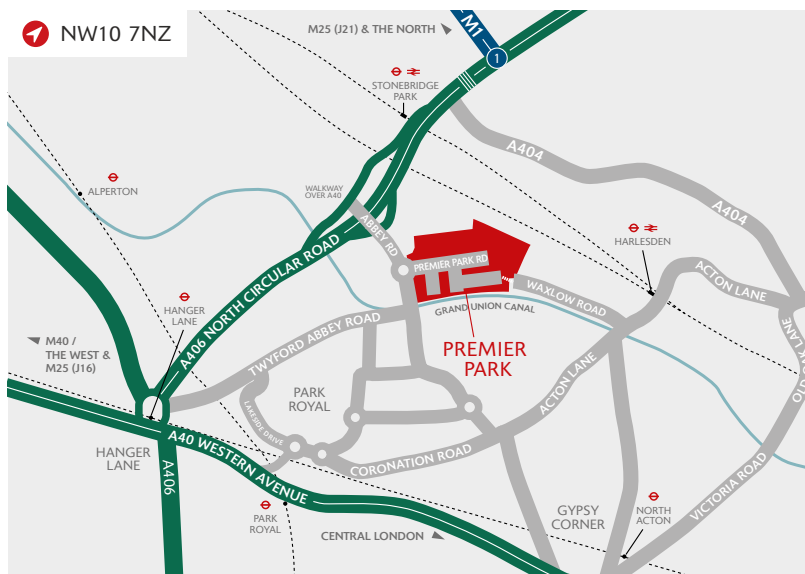 NW10 7NZ
M25 (J21) & THE NORTH
M1
1
STONEBRIDGE
PARK
A404
ALPERTON
WALKWAY
OVER A40
ABBEY RD
A404
HARLESDEN
A406 NORTH CIRCULAR ROAD
PREMIER PARK RD
WAXLOW ROAD
ACTON LANE
HANGER
LANE
GRAND UNION CANAL
M40 /
THE WEST &
M25 (J16)
TWYFORD ABBEY ROAD
PREMIER
PARK
PARK
ROYAL
ACTON LANE
LAKESIDE DRIVE
HANGER
LANE
A40 WESTERN AVENUE
CORONATION ROAD
A406
VICTORIA ROAD
PARK
ROYAL
GYPSY
CORNER
NORTH
ACTON
CENTRAL LONDON